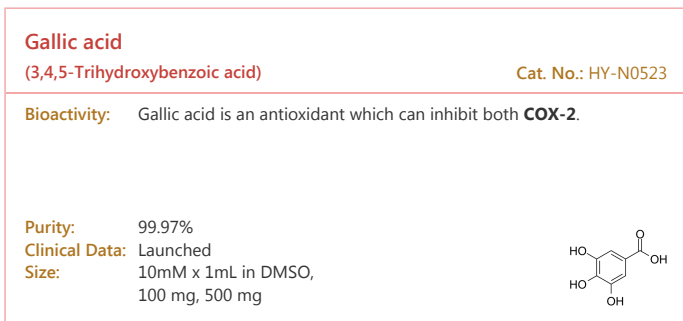 Gallic acid
(3,4,5-Trihydroxybenzoic acid) Cat. No.: HY-N0523
Bioactivity: Gallic acid is an antioxidant which can inhibit both COX-2.
Purity: 99.97%
Clinical Data: Launched
Size: 10mM x 1mL in DMSO,
100 mg, 500 mg
O
HO
OH
HO
OH